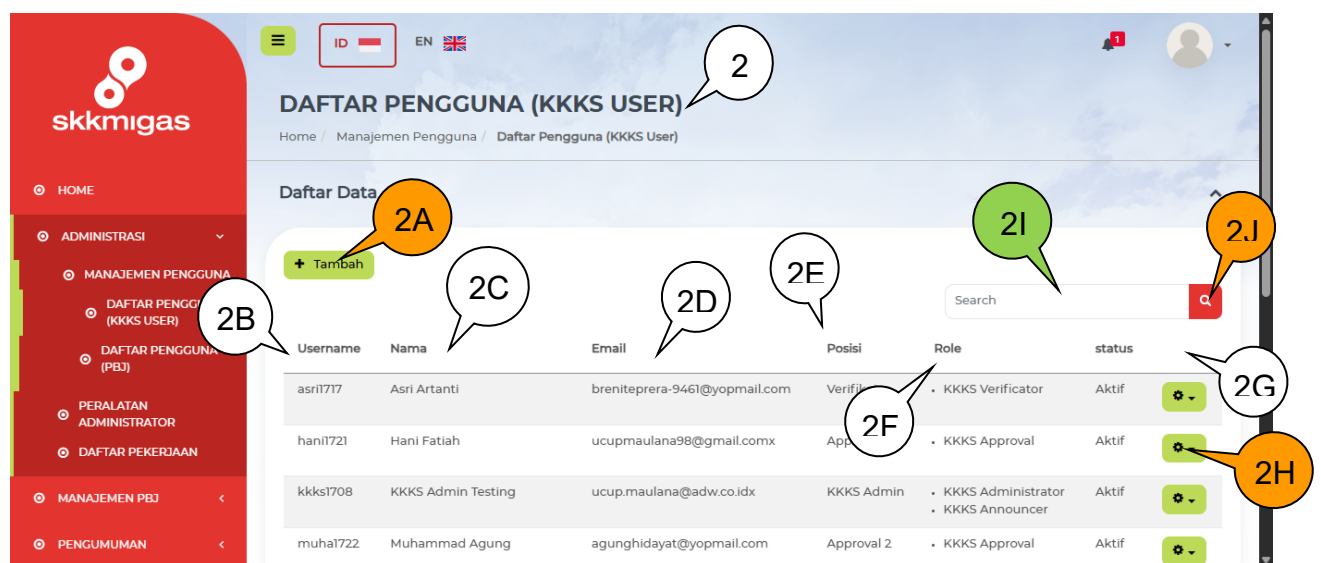 skkmigas
HOME
ADMINISTRASI
MANAJEMEN PENGGUNA
DAFTAR
(KKKS USER)
DAFTAR PENGGUNA
(PBJ)
PERALATAN
ADMINISTRATOR
DAFTAR PEKERJAAN
MANAJEMEN PBJ
PENGUMUMAN
ID EN 1
2
DAFTAR PENGGUNA (KKKS USER)
Home / Manajemen Pengguna / Daftar Pengguna (KKKS User)
Daftar Data
2A 2I 2J
+ Tambah
2B 2C 2D 2E
Search
Username Nama Email Posisi Role status
2F 2G 2H
asri1717 Asri Artanti breniteprera-9461@yopmail.com • KKKS Verificator Aktif
hani1721 Hani Fatiah ucupmaulana98@gmail.comx • KKKS Approval Aktif
kkks1708 KKKS Admin Testing ucup.maulana@adw.co.idx KKKS Admin • KKKS Administrator Aktif
• KKKS Announcer
muha1722 Muhammad Agung agunghidayat@yopmail.com Approval 2 • KKKS Approval Aktif